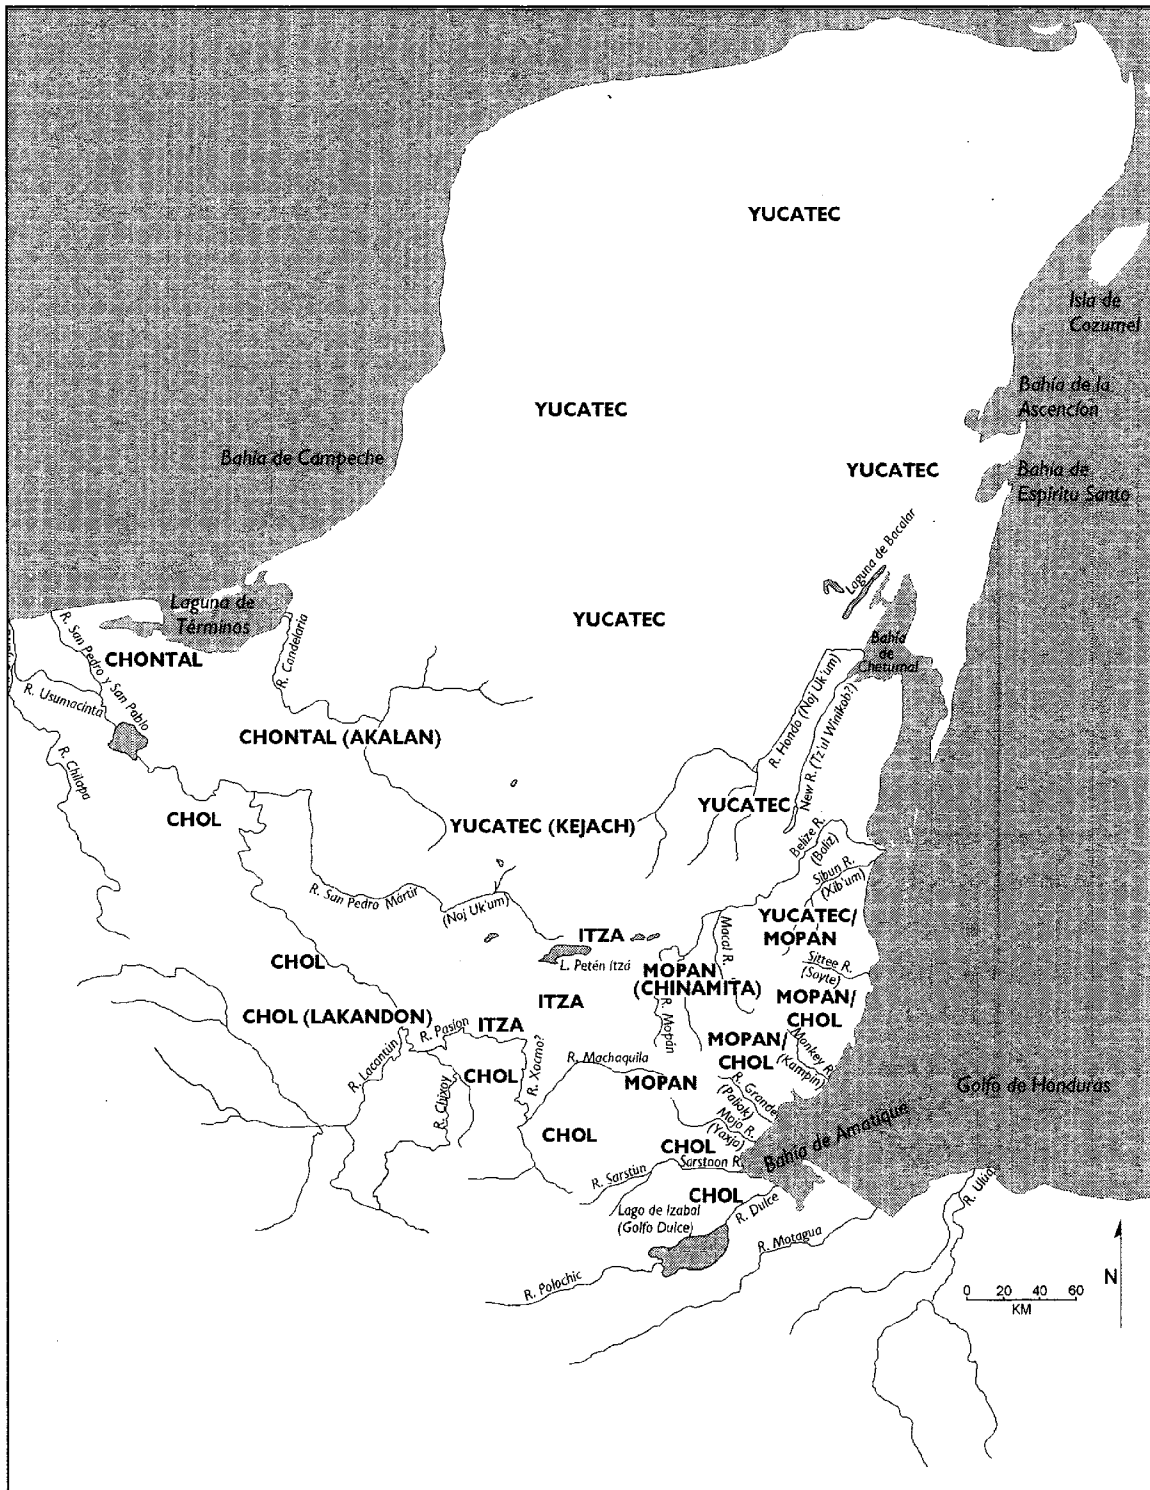 YUCATEC
Isla de
Cozumel
Bahía de la
Ascencíon
YUCATEC
Bahía de Campeche
YUCATEC
Bahía de
Espíritu Santo
Laguna de Bacalar
Laguna de
Términos
YUCATEC
R. San Pedro y San Pablo
CHONTAL
R. Candelaria
Bahía
de
Chetumal
R. Usumacinta
R. Hondo (Noj Uk'um)
New R. (Tz'ul Winikob?)
CHONTAL (AKALAN)
R. Chilapa
CHOL
YUCATEC
YUCATEC (KEJACH)
Belize R.
(Baliz)
Sibun R.
(Xib'um)
R. San Pedro Mártir
(Noj Uk'um)
YUCATEC/
MOPAN
ITZA
Macal R.
CHOL
L. Petén Itzá
MOPAN
(CHINAMITA)
Sittee R.
(Soyte)
ITZA
MOPAN/
CHOL
CHOL (LAKANDON)
R. Pasíon
ITZA
R. Mopán
MOPAN/
CHOL
Monkey R.
(Kampin)
R. Lacantún
R. Chixoy
CHOL
R. Xocmo?
R. Machaquila
MOPAN
R. Grande
(Paliak)
Golfo de Honduras
Mojo R.
(Yaxja)
Bahía de Amatique
CHOL
CHOL
Sarstoon R.
R. Sarstún
CHOL
Lago de Izabal
(Golfo Dulce)
R. Dulce
R. Ulúa
R. Motagua
R. Polochic
N
0 20 40 60
KM